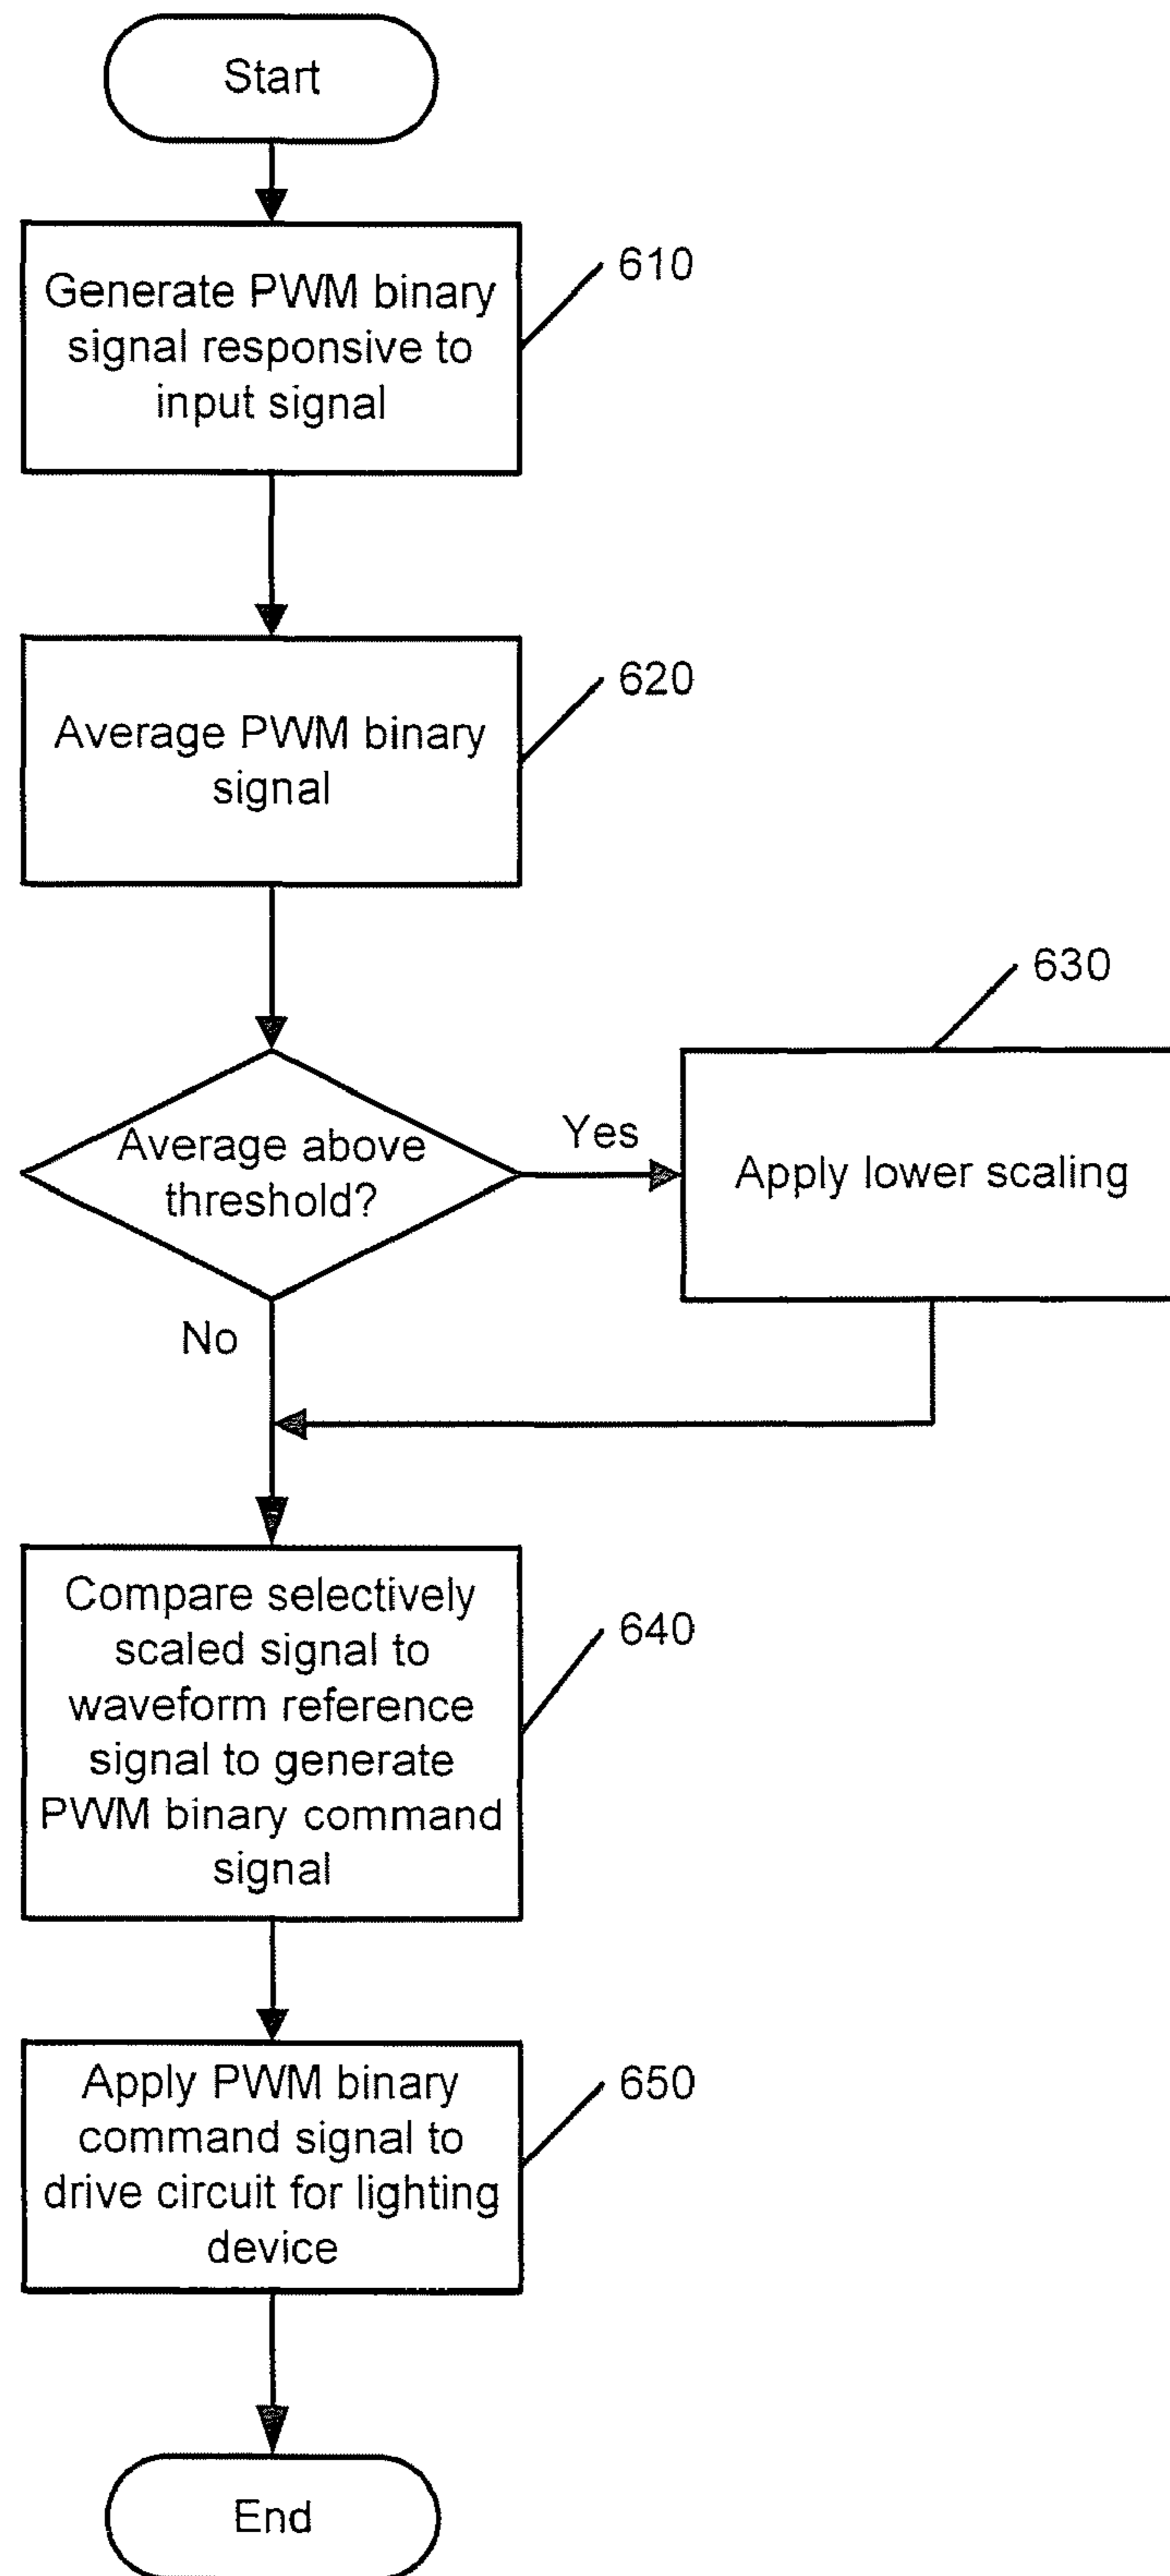 Start
Generate PWM binary
signal responsive to
input signal
610
Average PWM binary
signal
620
Average above
threshold?
Yes
630
Apply lower scaling
No
Compare selectively
scaled signal to
waveform reference
signal to generate
PWM binary command
signal
640
Apply PWM binary
command signal to
drive circuit for lighting
device
650
End